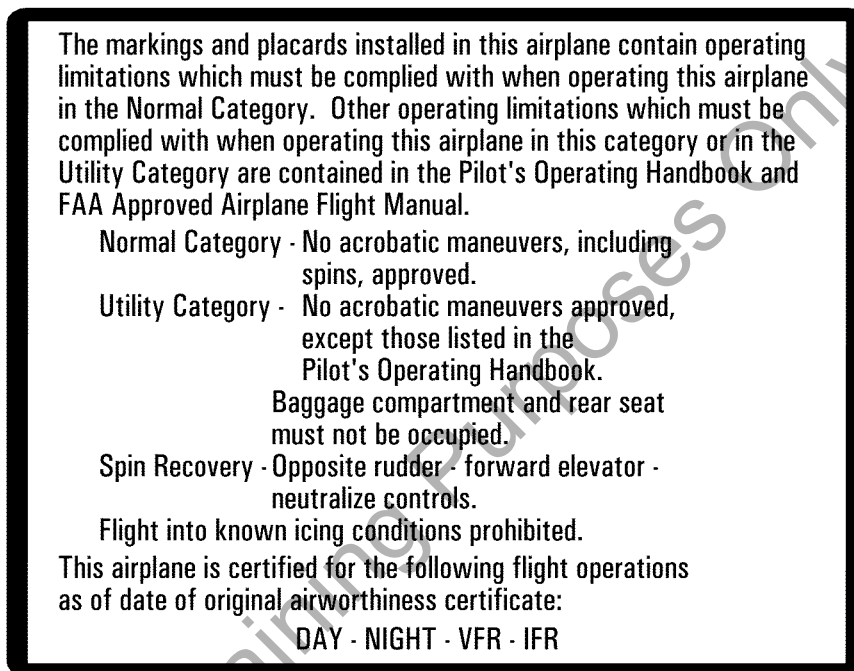 The markings and placards installed in this airplane contain operating
limitations which must be complied with when operating this airplane
in the Normal Category. Other operating limitations which must be
complied with when operating this airplane in this category or in the
Utility Category are contained in the Pilot's Operating Handbook and
FAA Approved Airplane Flight Manual.
Normal Category - No acrobatic maneuvers, including
spins, approved.
Utility Category - No acrobatic maneuvers approved,
except those listed in the
Pilot's Operating Handbook.
Baggage compartment and rear seat
must not be occupied.
Spin Recovery - Opposite rudder - forward elevator -
neutralize controls.
Flight into known icing conditions prohibited.
This airplane is certified for the following flight operations
as of date of original airworthiness certificate:
DAY - NIGHT - VFR - IFR
Purposes Only